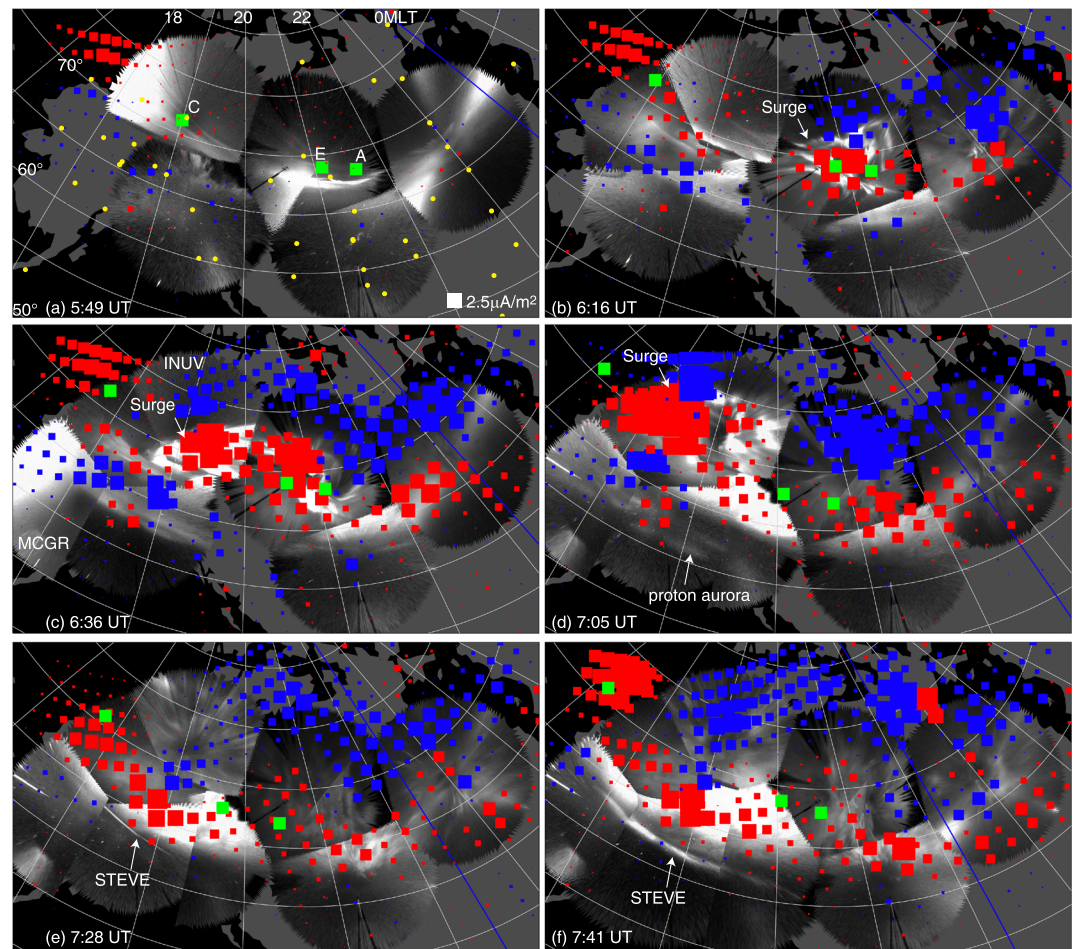 18 20 22 0MLT
70°
C
E A
60°
50° (a) 5:49 UT
2.5μA/m²
Surge
(b) 6:16 UT
INUV
Surge
MCGR
(c) 6:36 UT
Surge
proton aurora
(d) 7:05 UT
STEVE
(e) 7:28 UT
STEVE
(f) 7:41 UT